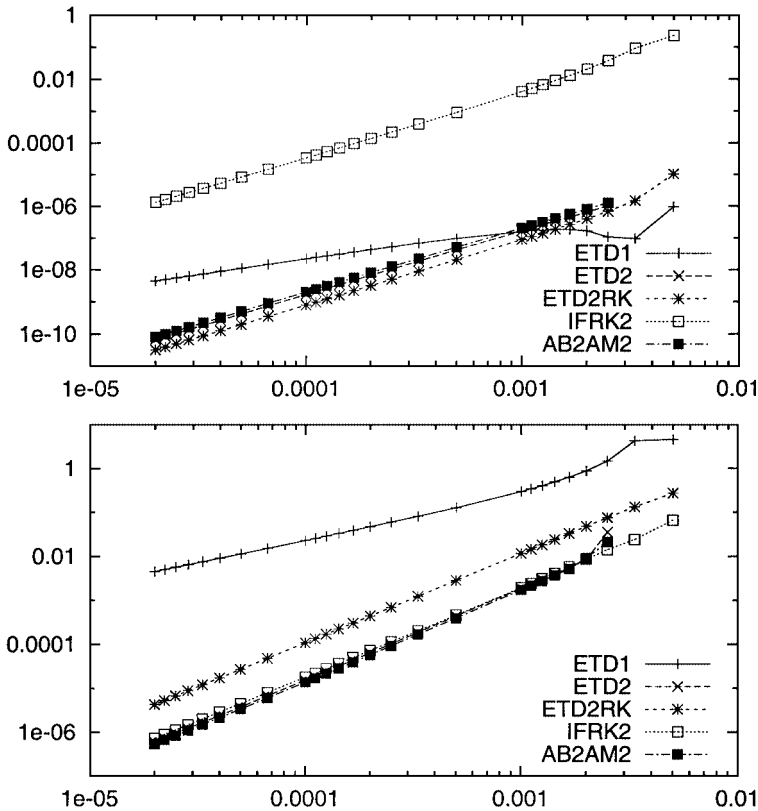 1
0.01
0.0001
1e-06
1e-08
1e-10
ETD1
ETD2
ETD2RK
IFRK2
AB2AM2
1e-05 0.0001 0.001 0.01
1
0.01
0.0001
1e-06
ETD1
ETD2
ETD2RK
IFRK2
AB2AM2
1e-05 0.0001 0.001 0.01